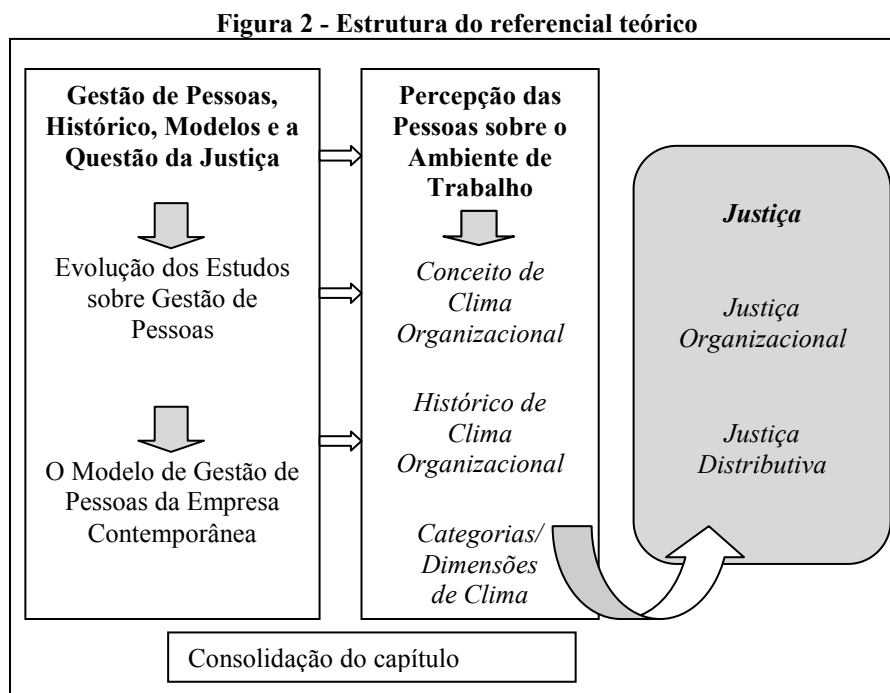 Figura 2 - Estrutura do referencial teórico
Gestão de Pessoas,
Histórico, Modelos e a
Questão da Justiça
Evolução dos Estudos
sobre Gestão de
Pessoas
O Modelo de Gestão de
Pessoas da Empresa
Contemporânea
Percepção das
Pessoas sobre o
Ambiente de
Trabalho
Conceito de
Clima
Organizacional
Histórico de
Clima
Organizacional
Categorias/
Dimensões
de Clima
Justiça
Justiça
Organizacional
Justiça
Distributiva
Consolidação do capítulo